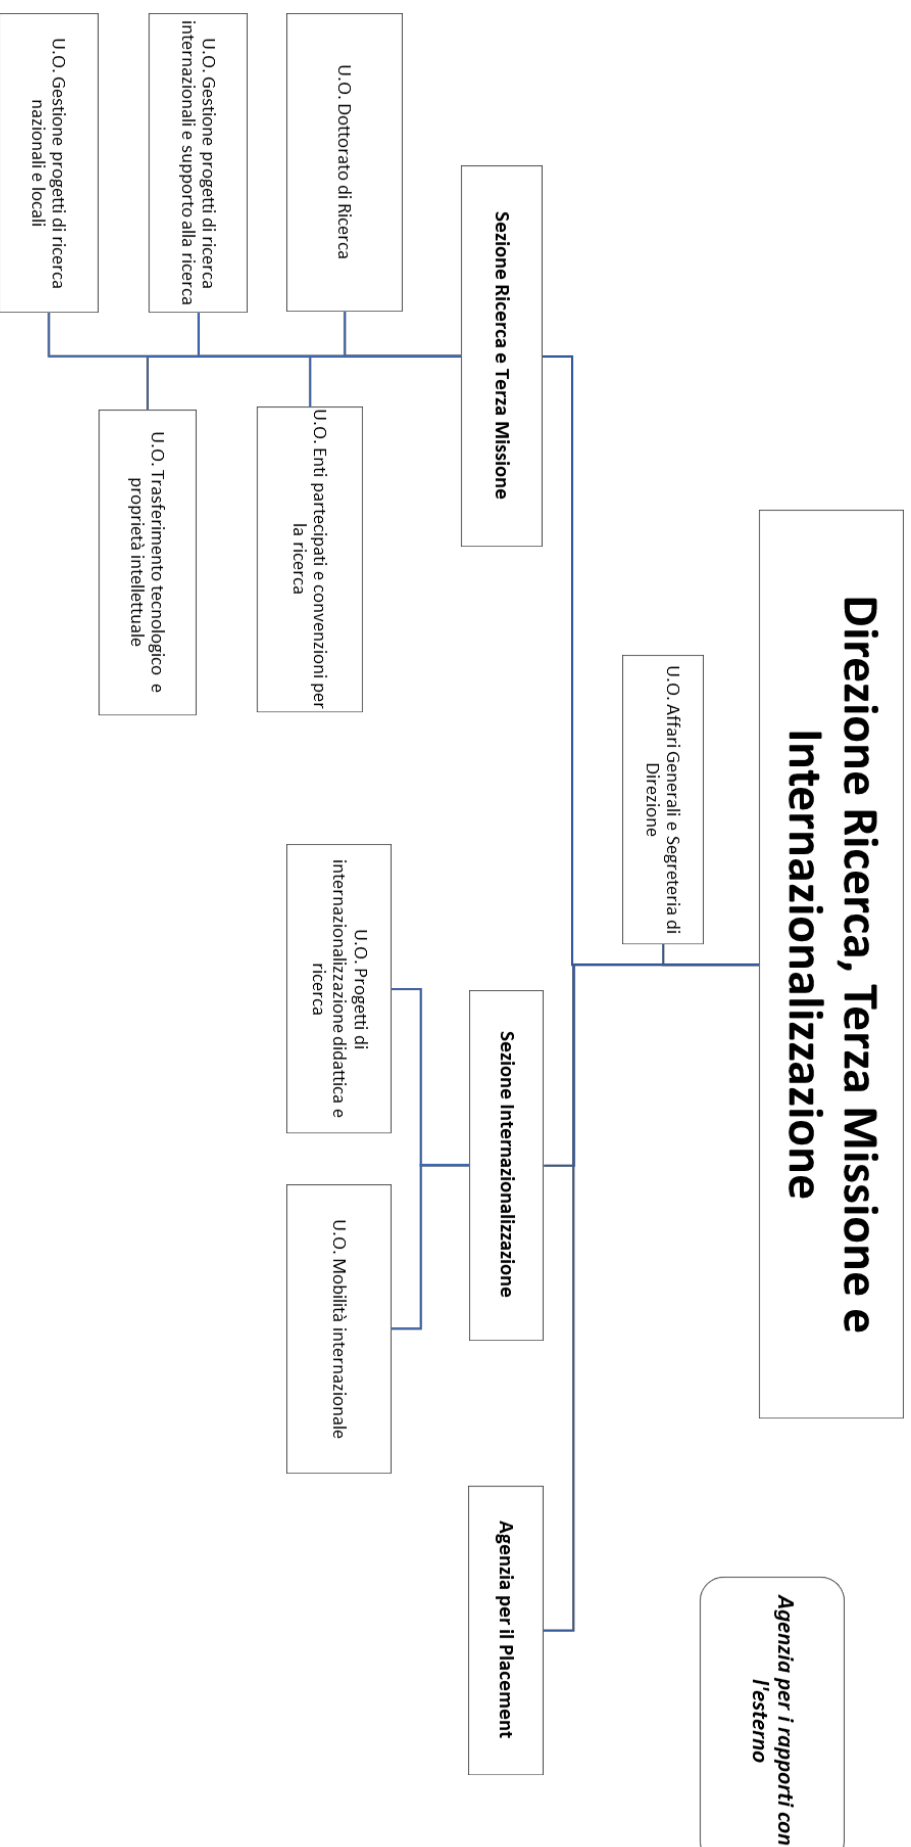 Direzione Ricerca, Terza Missione e
Internazionalizzazione
Agenzia per i rapporti con
l'esterno
U.O. Affari Generali e Segreteria di
Direzione
Sezione Ricerca e Terza Missione
Sezione Internazionalizzazione
Agenzia per il Placement
U.O. Dottorato di Ricerca
U.O. Enti partecipati e convenzioni per
la ricerca
U.O. Gestione progetti di ricerca
internazionali e supporto alla ricerca
U.O. Trasferimento tecnologico e
proprietà intellettuale
U.O. Gestione progetti di ricerca
nazionali e locali
U.O. Progetti di
internazionalizzazione didattica e
ricerca
U.O. Mobilità internazionale